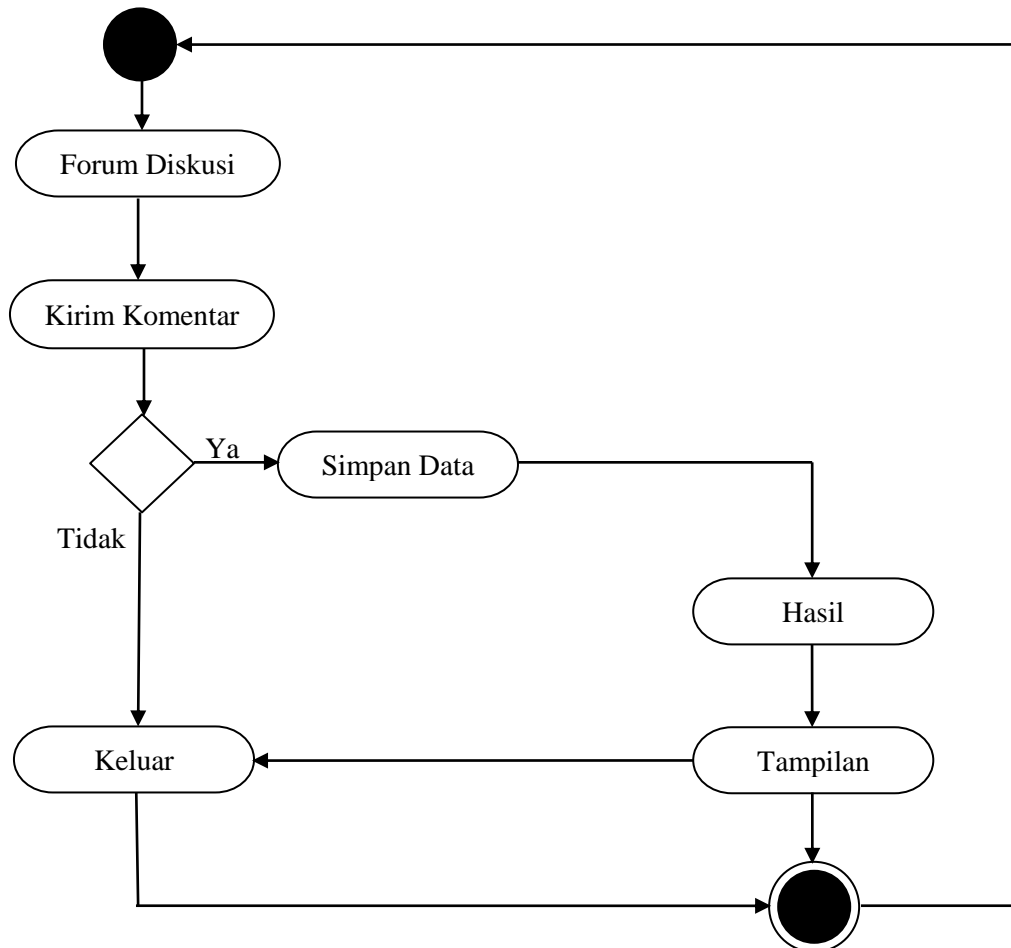 Forum Diskusi
Kirim Komentar
Ya
Simpan Data
Tidak
Hasil
Keluar
Tampilan